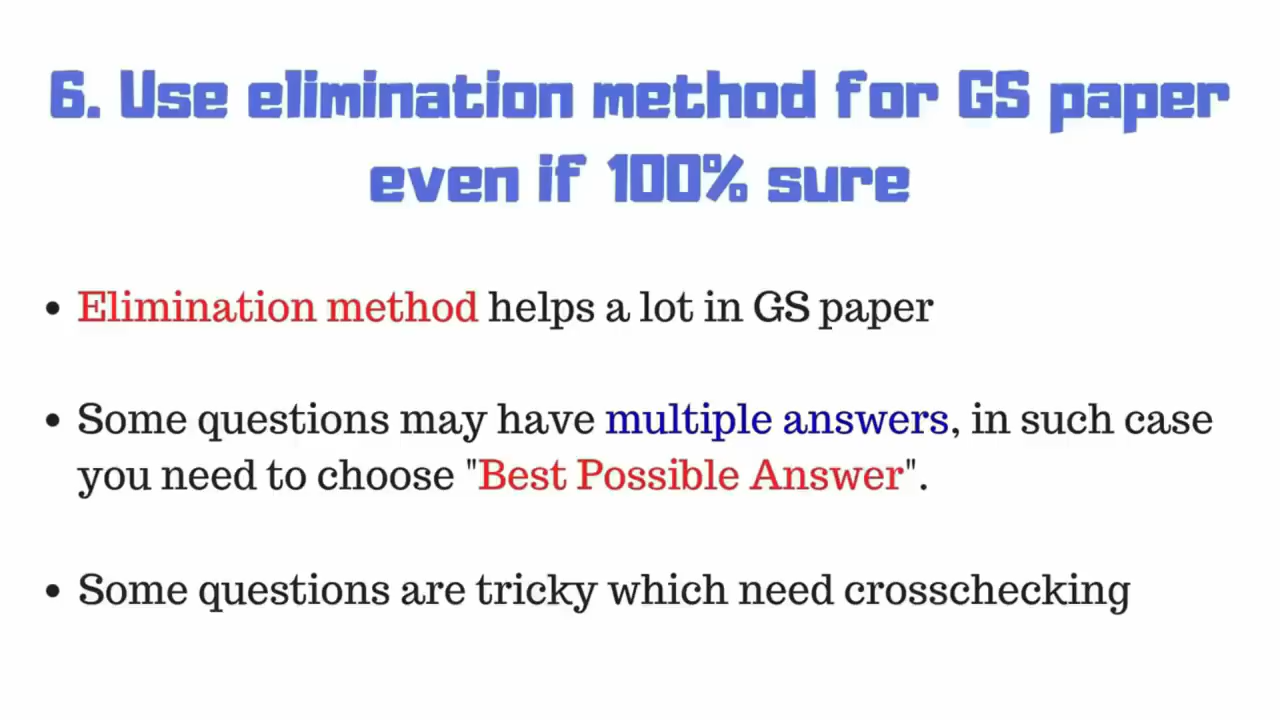 6. Use elimination method for GS paper
even if 100% sure
• Elimination method helps a lot in GS paper
• Some questions may have multiple answers, in such case
you need to choose "Best Possible Answer".
• Some questions are tricky which need crosschecking